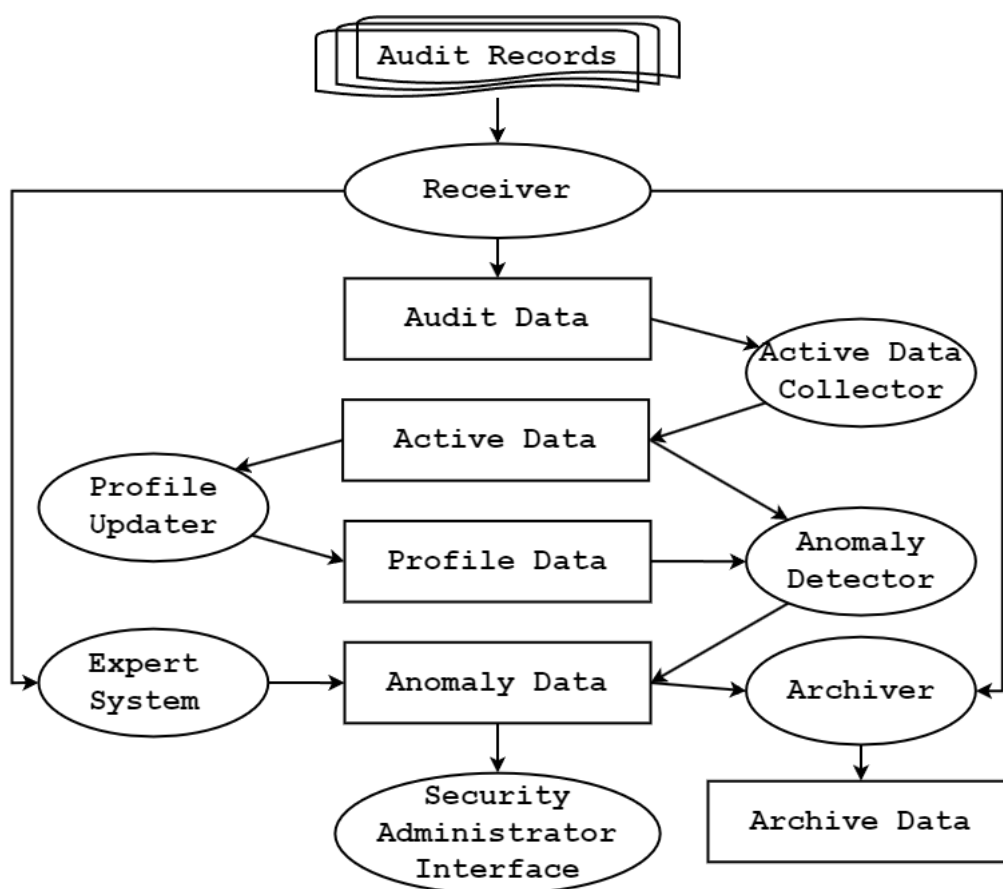 Audit Records
Receiver
Audit Data
Active Data
Collector
Active Data
Profile
Updater
Profile Data
Anomaly
Detector
Expert
System
Anomaly Data
Archiver
Security
Administrator
Interface
Archive Data